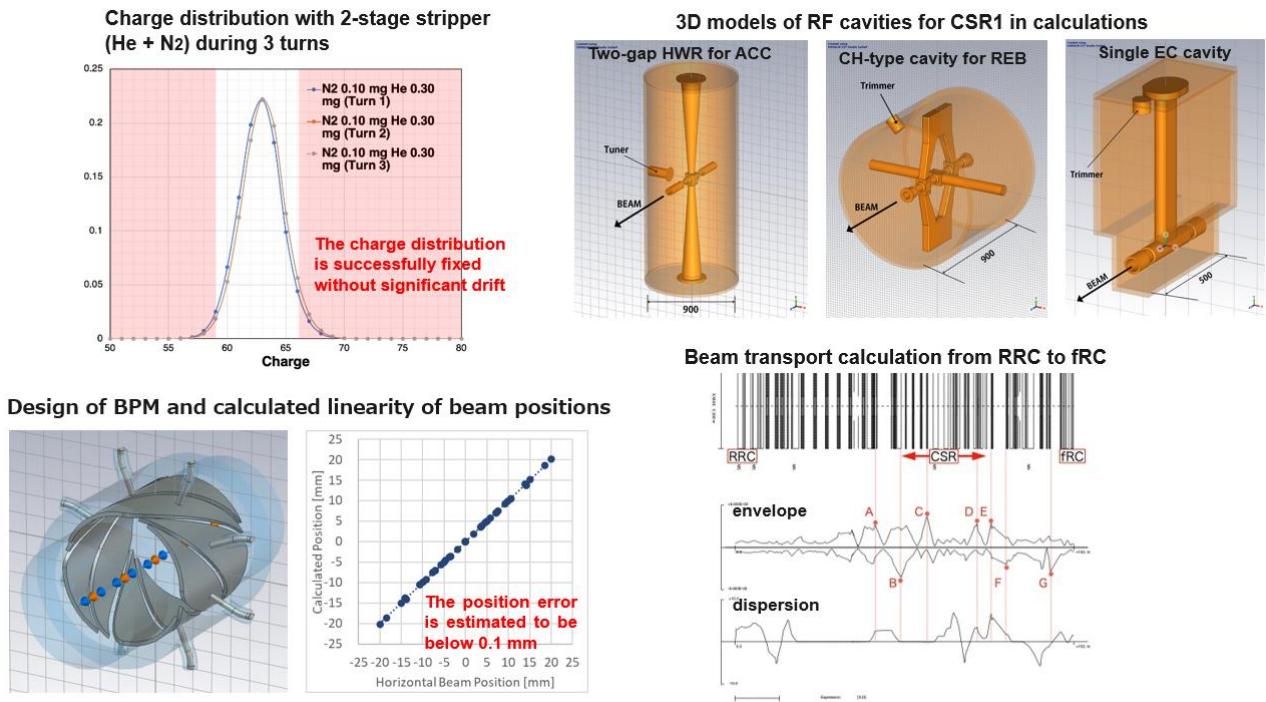 Charge distribution with 2-stage stripper
(He + N2) during 3 turns
0.25
0.2
0.15
0.1
0.05
0
50
55
60
65
70
75
80
Charge
N2 0.10 mg He 0.30
mg (Turn 1)
N2 0.10 mg He 0.30
mg (Turn 2)
N2 0.10 mg He 0.30
mg (Turn 3)
The charge distribution
is successfully fixed
without significant drift
3D models of RF cavities for CSR1 in calculations
Two-gap HWR for ACC
Tuner
BEAM
900
CH-type cavity for REB
Trimmer
BEAM
900
Single EC cavity
Trimmer
BEAM
500
Design of BPM and calculated linearity of beam positions
Calculated Position [mm]
25
20
15
10
5
0
-5
-10
-15
-20
-25
-25 -20 -15 -10 -5 0 5 10 15 20 25
Horizontal Beam Position [mm]
The position error
is estimated to be
below 0.1 mm
Beam transport calculation from RRC to fRC
RRC
CSR
fRC
envelope
A
C
D
E
B
F
G
dispersion